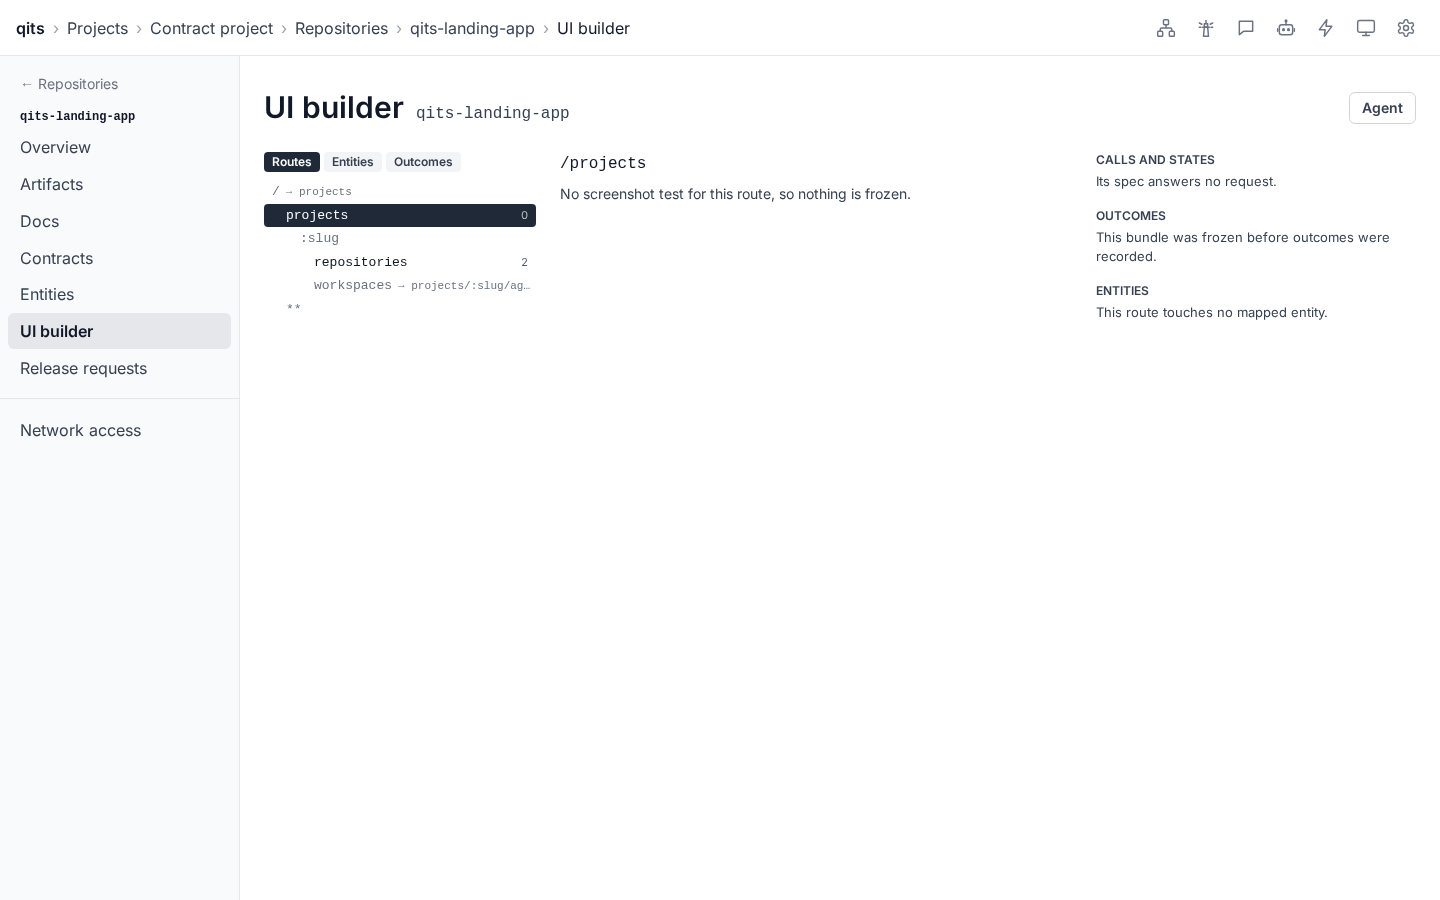 qits › Projects › Contract project › Repositories › qits-landing-app › UI builder
← Repositories
qits-landing-app
Overview
Artifacts
Docs
Contracts
Entities
UI builder
Release requests
Network access
UI builder qits-landing-app
Agent
Routes Entities Outcomes
/ → projects
projects 0
:slug
repositories 2
workspaces → projects/:slug/ag…
**
/projects
No screenshot test for this route, so nothing is frozen.
CALLS AND STATES
Its spec answers no request.
OUTCOMES
This bundle was frozen before outcomes were
recorded.
ENTITIES
This route touches no mapped entity.